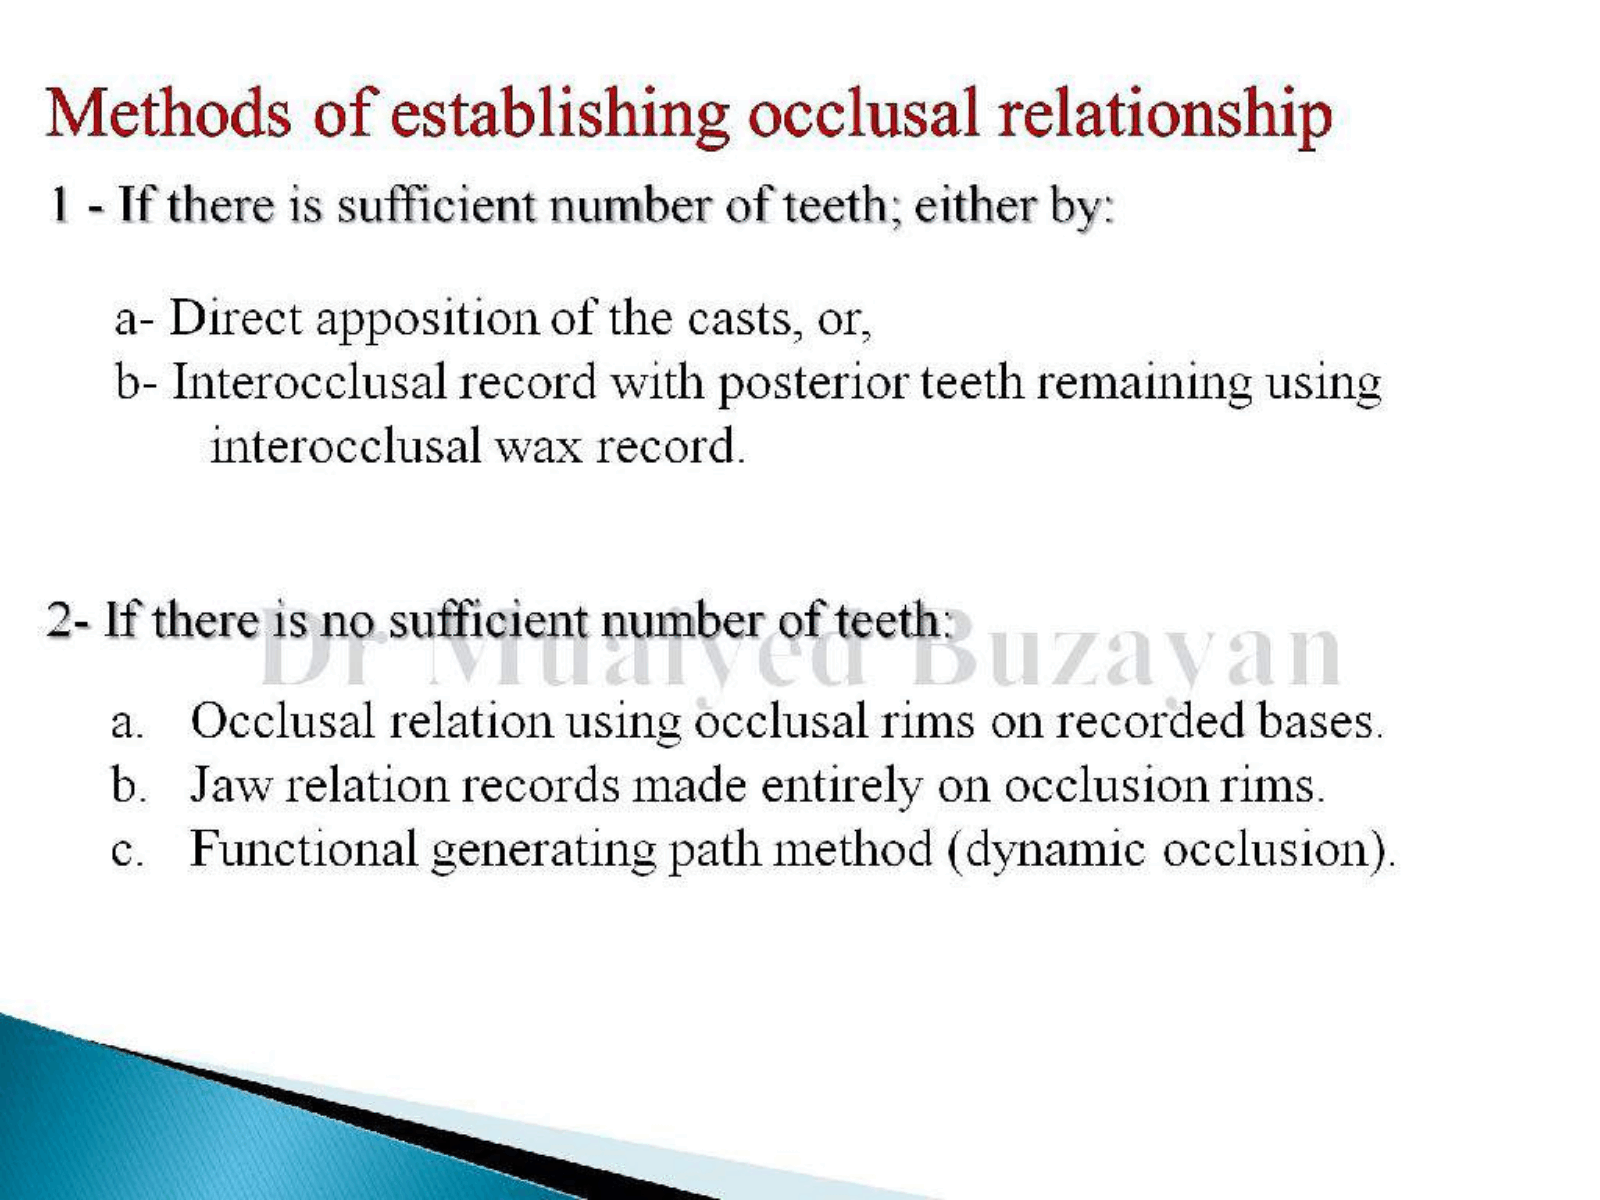 Methods of establishing occlusal relationship
1 - If there is sufficient number of teeth; either by:
a- Direct apposition of the casts, or,
b- Interocclusal record with posterior teeth remaining using
interocclusal wax record.
2- If there is no sufficient number of teeth:
Dr Muaiyed Buzayan
a. Occlusal relation using occlusal rims on recorded bases.
b. Jaw relation records made entirely on occlusion rims.
c. Functional generating path method (dynamic occlusion).